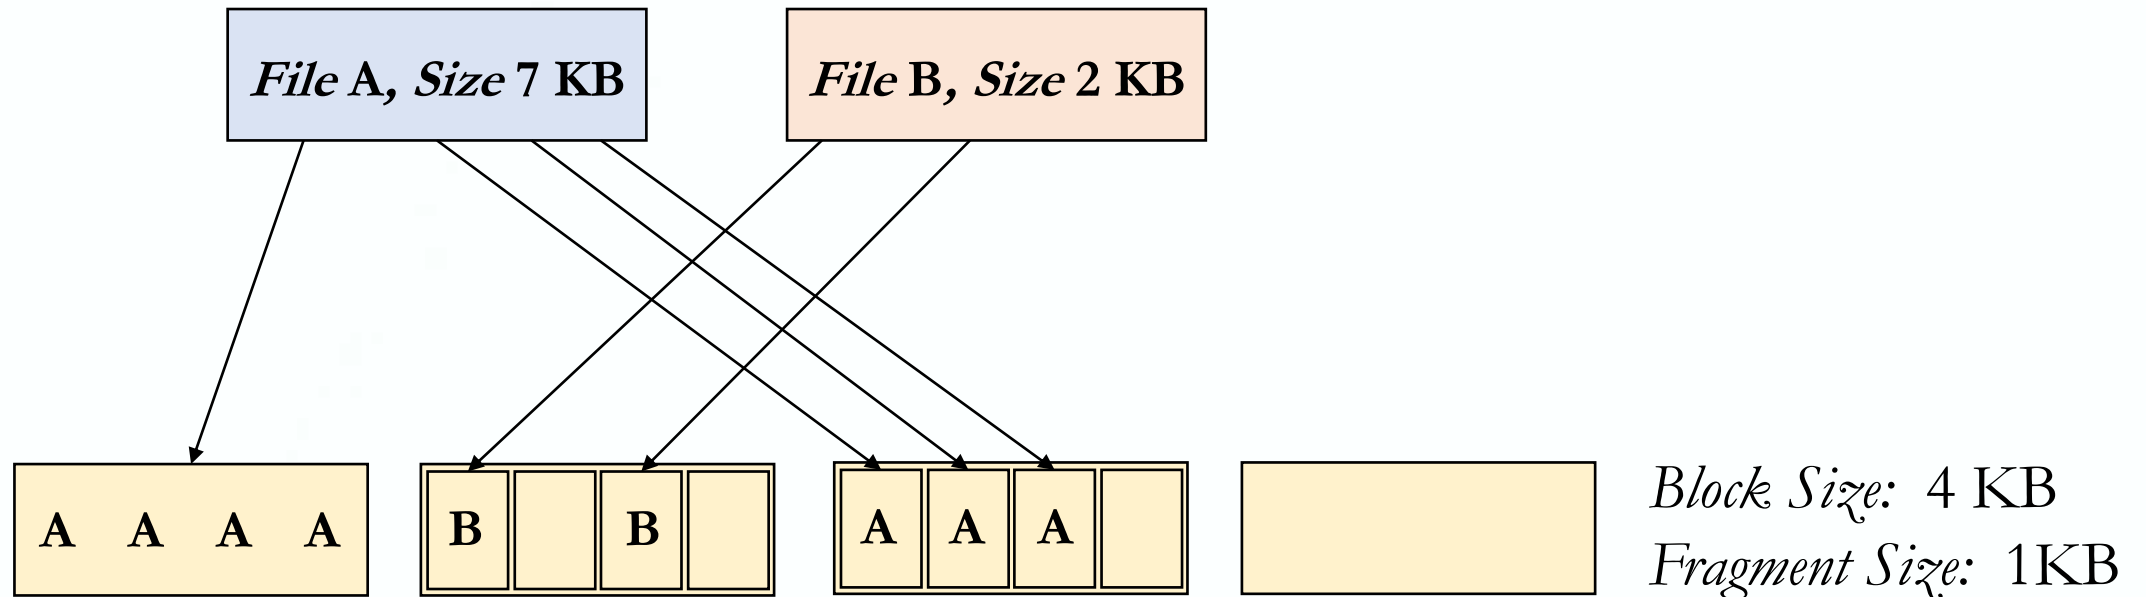 File A, Size 7 KB
File B, Size 2 KB
A A A A
B B
A A A
Block Size: 4 KB
Fragment Size: 1KB